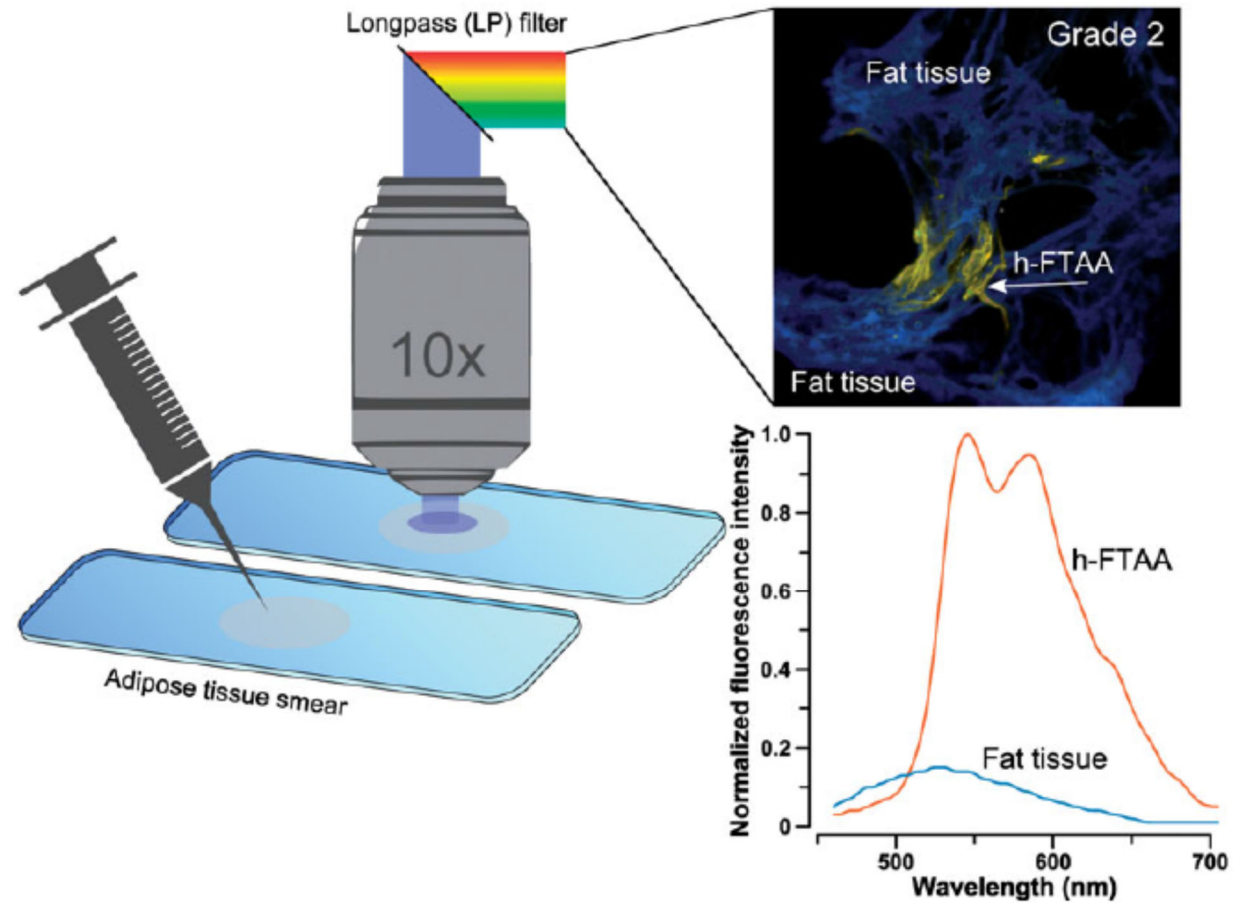 Longpass (LP) filter
Grade 2
Fat tissue
h-FTAA
Fat tissue
10x
Adipose tissue smear
Normalized fluorescence intensity
1.0
0.8
0.6
0.4
0.2
0
h-FTAA
Fat tissue
500
600
700
Wavelength (nm)